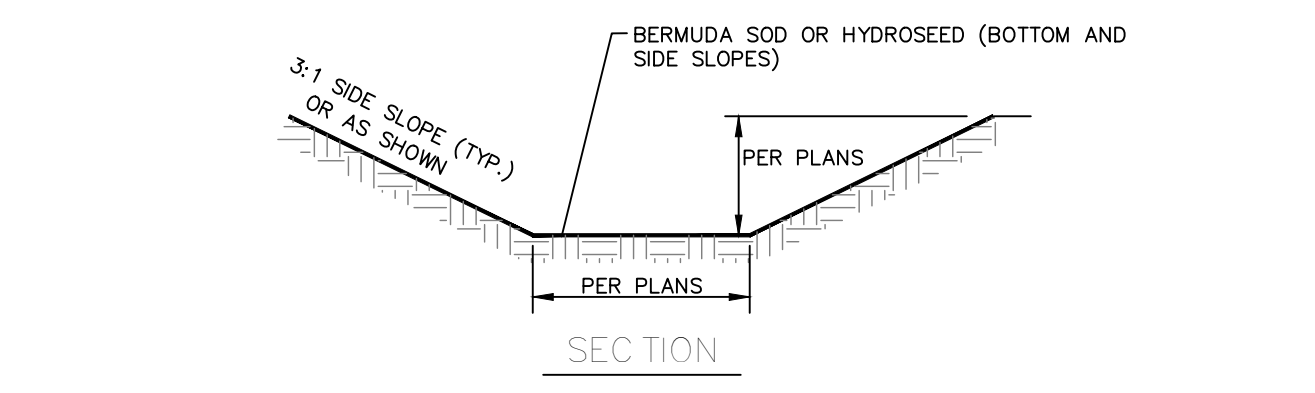 BERMUDA SOD OR HYDROSEED (BOTTOM AND
SIDE SLOPES)
3:1 SIDE SLOPE (TYP.)
OR AS SHOWN
PER PLANS
PER PLANS
SECTION